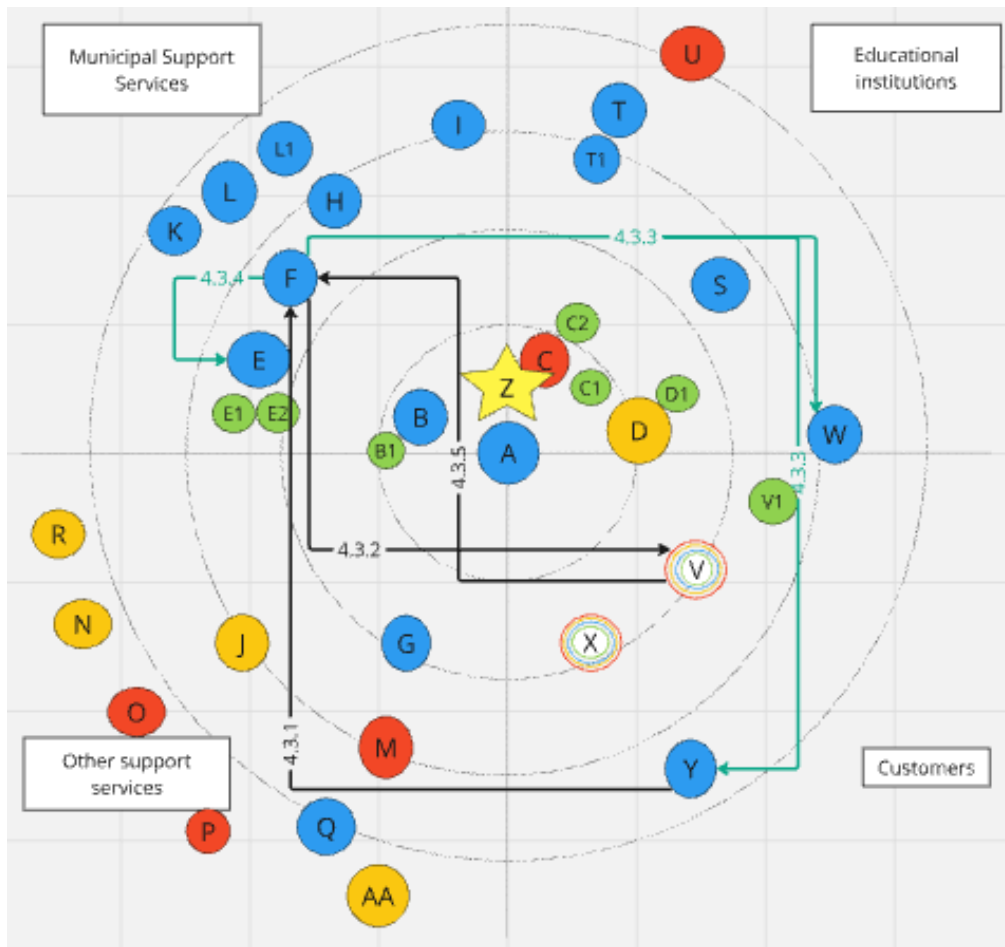 Municipal Support
Services
Educational
institutions
U
T
I
T1
L1
L
H
K
4.3.3
F
4.3.4
S
C2
E
C
Z
C1
D1
E1
E2
B
D
W
B1
A
4.3.5
4.3.3
V1
R
4.3.2
V
N
J
G
X
O
4.3.1
M
Other support
services
Y
Customers
P
Q
AA